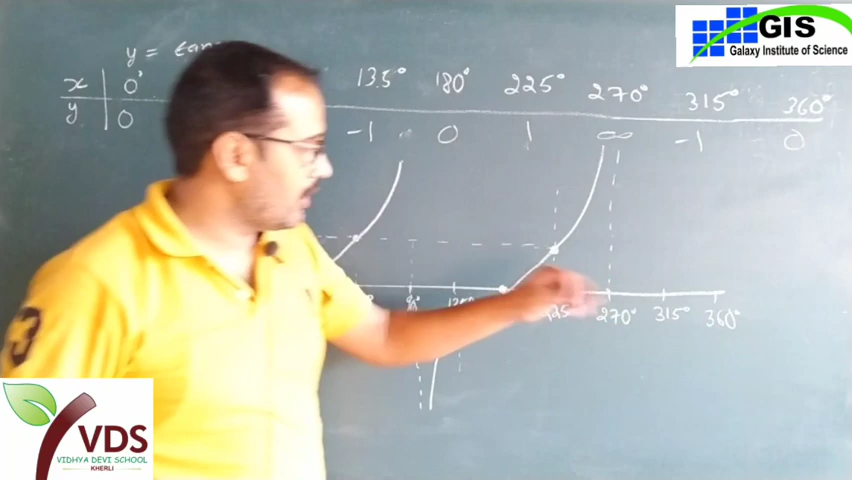 GIS
Galaxy Institute of Science
y = tan
x 0° 135° 180° 225° 270° 315° 360°
y 0 -1 0 1 ∞ -1 0
270° 315° 360°
VDS
VIDHYA DEVI SCHOOL
KHERLI